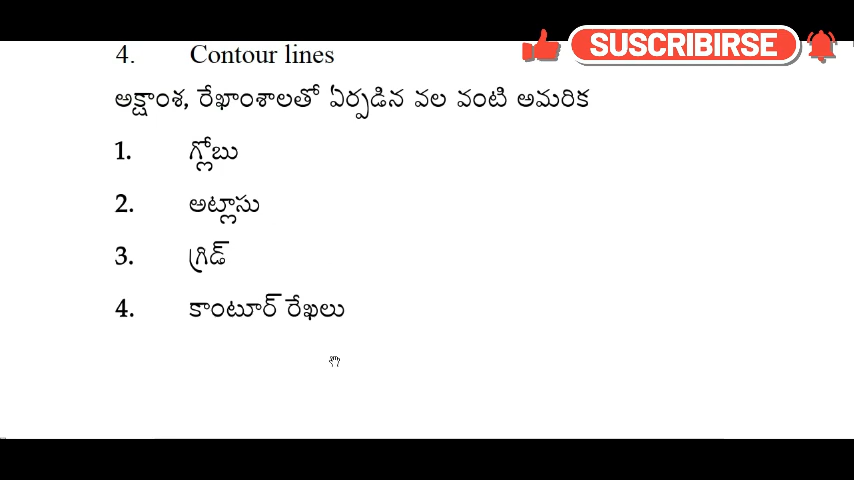 SUSCRIBIRSE
4. Contour lines
అక్షాంశ, రేఖాంశాలతో ఏర్పడిన వల వంటి అమరిక
1. గ్లోబు
2. అట్లాసు
3. గ్రిడ్
4. కాంటూర్ రేఖలు